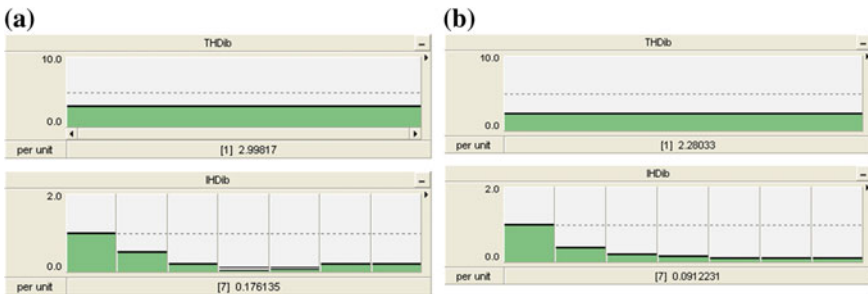 (a)
THDib
10.0
0.0
per unit [1] 2.99817
IHDib
2.0
0.0
per unit [7] 0.176135
(b)
THDib
10.0
0.0
per unit [1] 2.28033
IHDib
2.0
0.0
per unit [7] 0.0912231